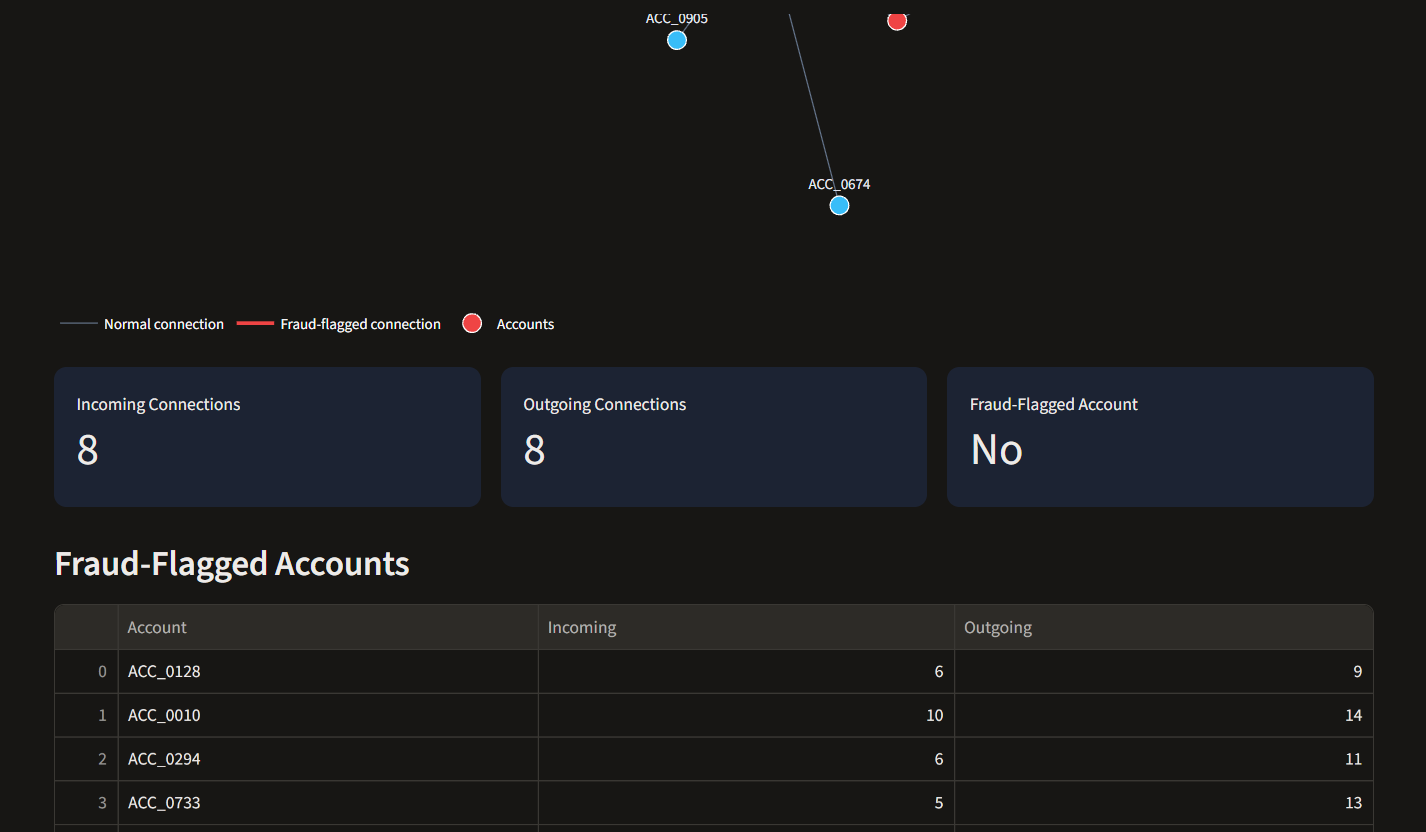 ACC_0905
ACC_0674
Normal connection Fraud-flagged connection Accounts
Incoming Connections
8
Outgoing Connections
8
Fraud-Flagged Account
No
Fraud-Flagged Accounts
Account Incoming Outgoing
0 ACC_0128 6 9
1 ACC_0010 10 14
2 ACC_0294 6 11
3 ACC_0733 5 13